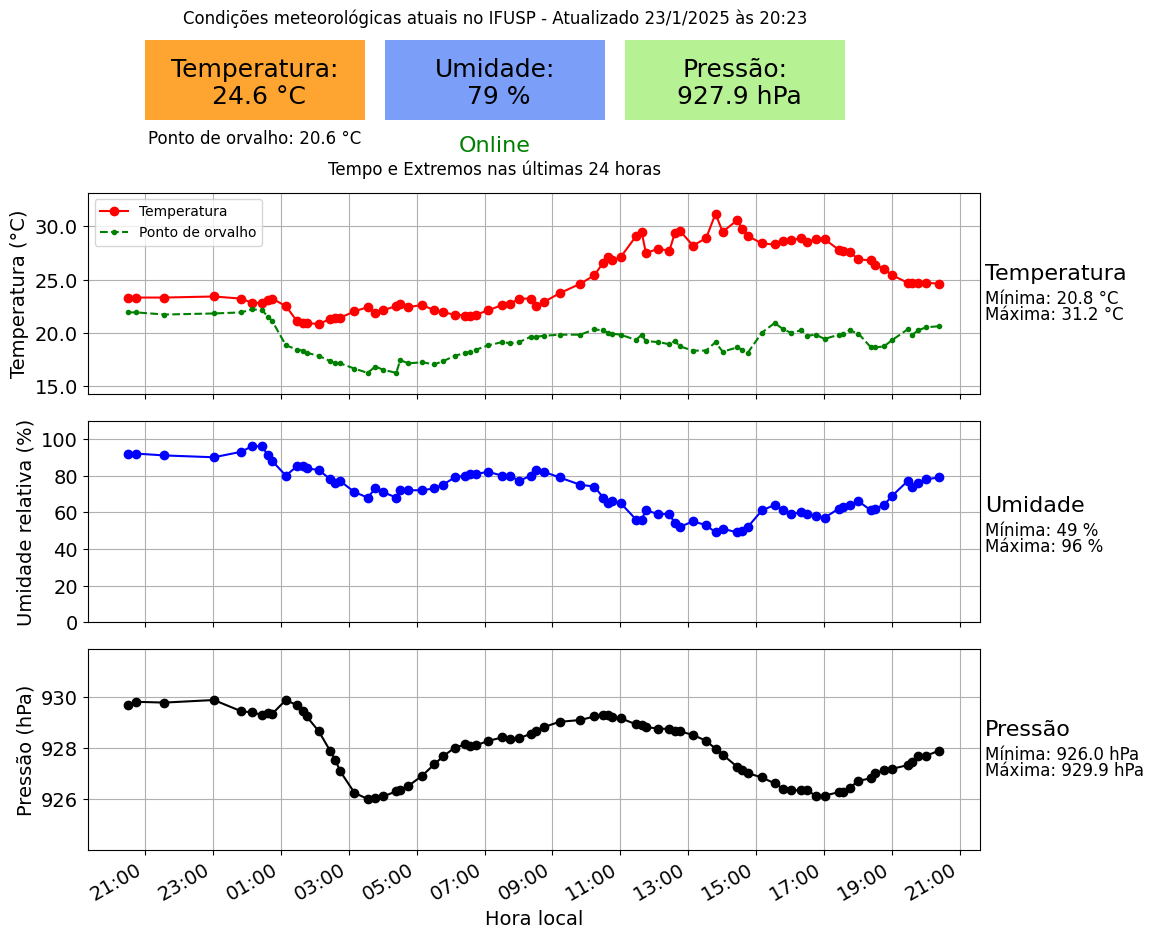 Condições meteorológicas atuais no IFUSP - Atualizado 23/1/2025 às 20:23
Temperatura:
24.6 °C
Umidade:
79 %
Pressão:
927.9 hPa
Ponto de orvalho: 20.6 °C
Online
Tempo e Extremos nas últimas 24 horas
Temperatura (°C)
30.0
25.0
20.0
15.0
Temperatura
Ponto de orvalho
Temperatura
Mínima: 20.8 °C
Máxima: 31.2 °C
Umidade relativa (%)
100
80
60
40
20
0
Umidade
Mínima: 49 %
Máxima: 96 %
Pressão (hPa)
930
928
926
Pressão
Mínima: 926.0 hPa
Máxima: 929.9 hPa
21:00 23:00 01:00 03:00 05:00 07:00 09:00 11:00 13:00 15:00 17:00 19:00 21:00
Hora local